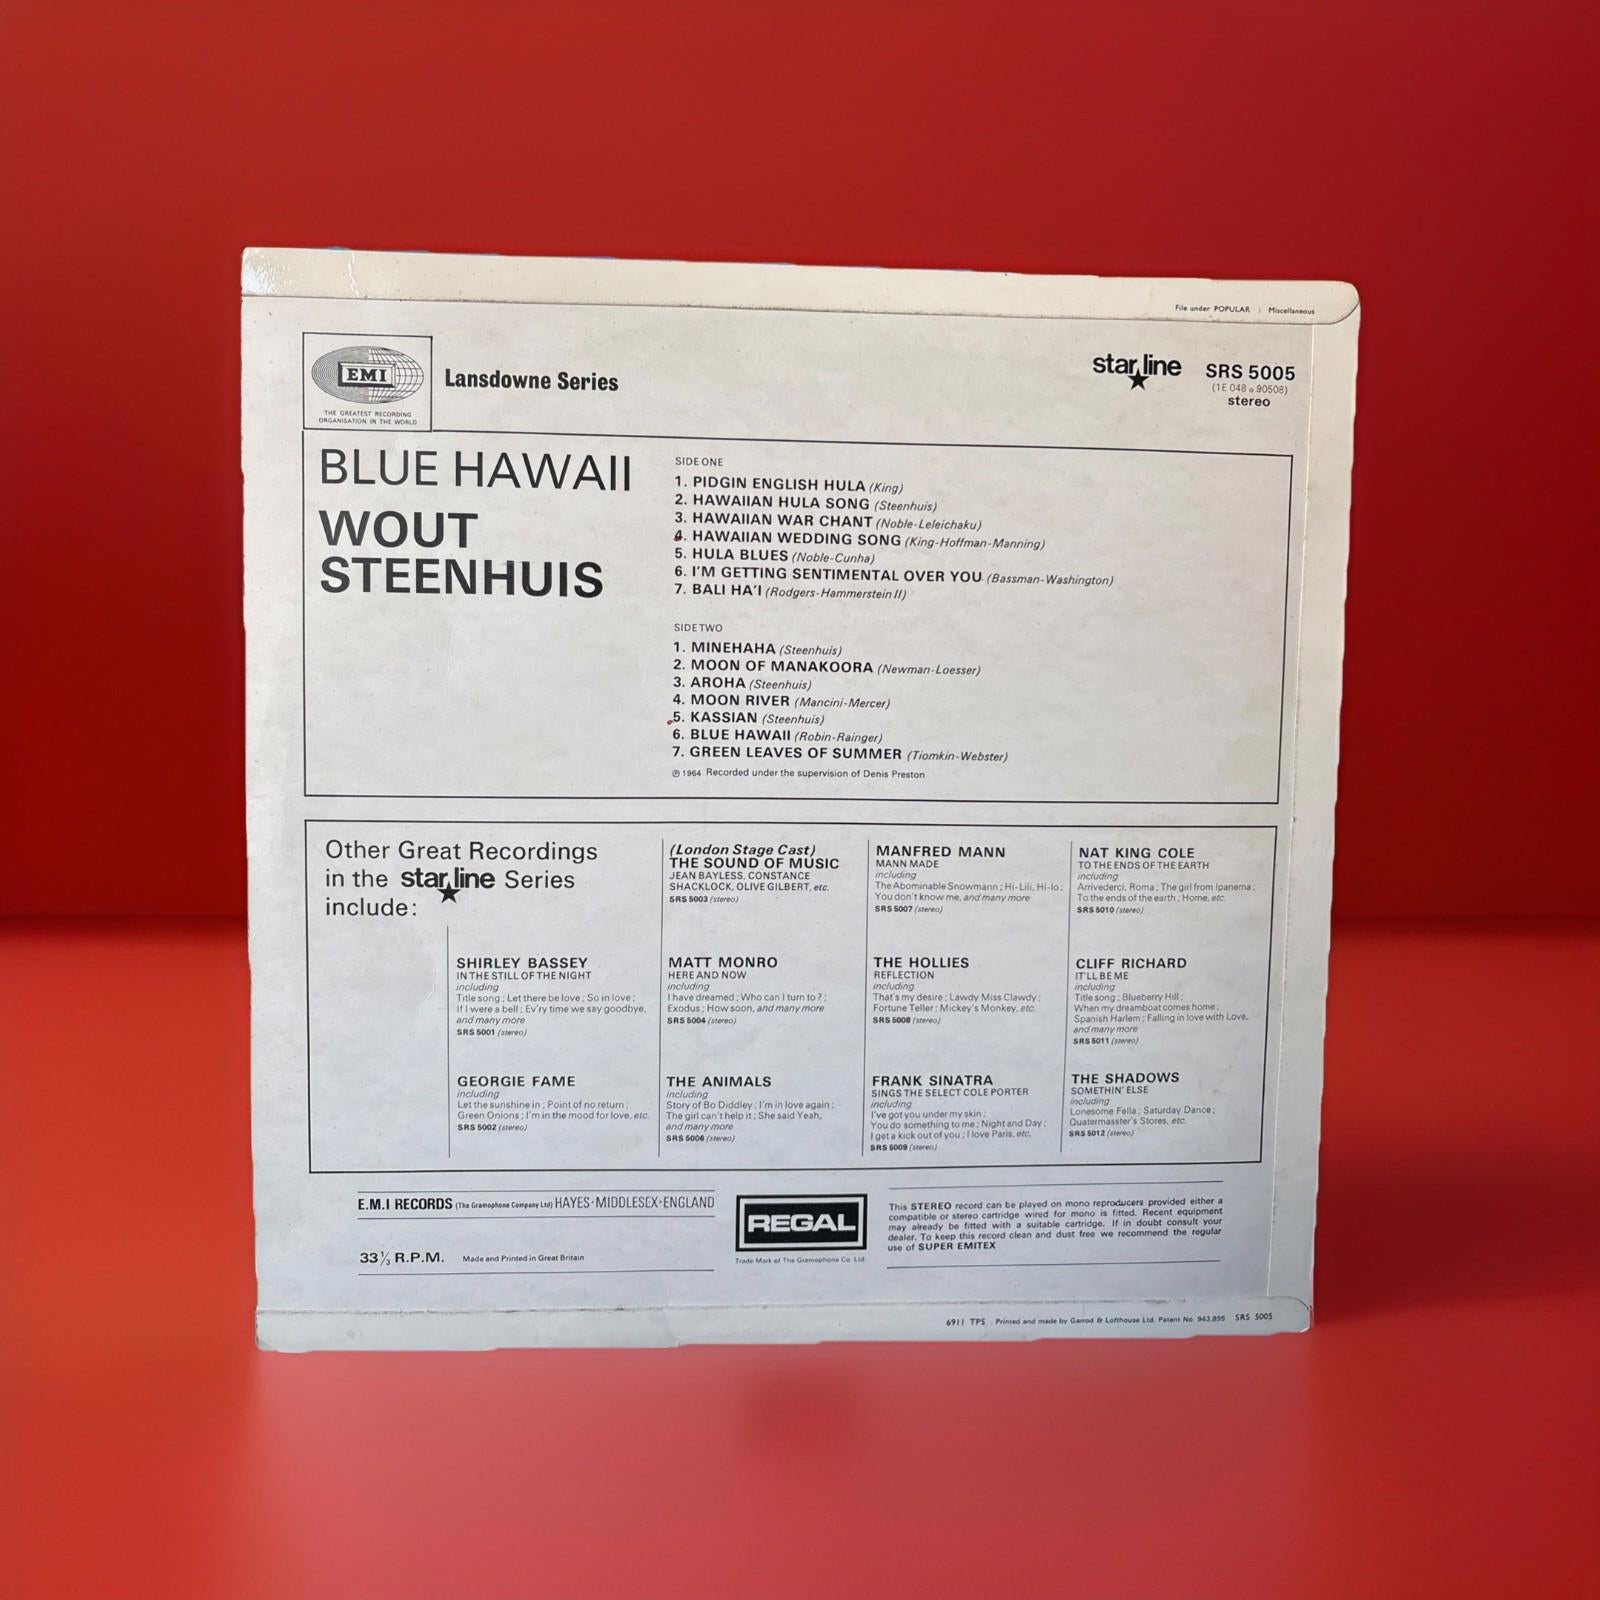 File under POPULAR : Miscellaneous
EMI
THE GREATEST RECORDING
ORGANISATION IN THE WORLD
Lansdowne Series
star line
SRS 5005
(1E 048 o 90508)
stereo
BLUE HAWAII
WOUT
STEENHUIS
SIDE ONE
1. PIDGIN ENGLISH HULA (King)
2. HAWAIIAN HULA SONG (Steenhuis)
3. HAWAIIAN WAR CHANT (Noble-Leleichaku)
4. HAWAIIAN WEDDING SONG (King-Hoffman-Manning)
5. HULA BLUES (Noble-Cunha)
6. I'M GETTING SENTIMENTAL OVER YOU (Bassman-Washington)
7. BALI HA'I (Rodgers-Hammerstein II)
SIDE TWO
1. MINEHAHA (Steenhuis)
2. MOON OF MANAKOORA (Newman-Loesser)
3. AROHA (Steenhuis)
4. MOON RIVER (Mancini-Mercer)
5. KASSIAN (Steenhuis)
6. BLUE HAWAII (Robin-Rainger)
7. GREEN LEAVES OF SUMMER (Tiomkin-Webster)
℗ 1964 Recorded under the supervision of Denis Preston
Other Great Recordings
in the star line Series
include:
SHIRLEY BASSEY
IN THE STILL OF THE NIGHT
including
Title song ; Let there be love ; So in love ;
If I were a bell ; Ev'ry time we say goodbye,
and many more
SRS 5001 (stereo)
GEORGIE FAME
including
Let the sunshine in ; Point of no return ;
Green Onions ; I'm in the mood for love, etc.
SRS 5002 (stereo)
(London Stage Cast)
THE SOUND OF MUSIC
JEAN BAYLESS, CONSTANCE
SHACKLOCK, OLIVE GILBERT, etc.
SRS 5003 (stereo)
MATT MONRO
HERE AND NOW
including
I have dreamed ; Who can I turn to ? ;
Exodus ; How soon, and many more
SRS 5004 (stereo)
THE ANIMALS
including
Story of Bo Diddley ; I'm in love again ;
The girl can't help it ; She said Yeah,
and many more
SRS 5006 (stereo)
MANFRED MANN
MANN MADE
including
The Abominable Snowmann ; Hi-Lili, Hi-lo ;
You don't know me, and many more
SRS 5007 (stereo)
THE HOLLIES
REFLECTION
including
That's my desire ; Lawdy Miss Clawdy ;
Fortune Teller ; Mickey's Monkey, etc.
SRS 5008 (stereo)
FRANK SINATRA
SINGS THE SELECT COLE PORTER
including
I've got you under my skin ;
You do something to me ; Night and Day ;
I get a kick out of you ; I love Paris, etc.
SRS 5009 (stereo)
NAT KING COLE
TO THE ENDS OF THE EARTH
including
Arrivederci, Roma ; The girl from Ipanema ;
To the ends of the earth ; Home, etc.
SRS 5010 (stereo)
CLIFF RICHARD
IT'LL BE ME
including
Title song ; Blueberry Hill ;
When my dreamboat comes home ;
Spanish Harlem ; Falling in love with Love,
and many more
SRS 5011 (stereo)
THE SHADOWS
SOMETHIN' ELSE
including
Lonesome Fella ; Saturday Dance ;
Quatermasster's Stores, etc.
SRS 5012 (stereo)
E.M.I RECORDS (The Gramophone Company Ltd) HAYES·MIDDLESEX·ENGLAND
33⅓ R.P.M. Made and Printed in Great Britain
REGAL
Trade Mark of The Gramophone Co. Ltd
This STEREO record can be played on mono reproducers provided either a
compatible or stereo cartridge wired for mono is fitted. Recent equipment
may already be fitted with a suitable cartridge. If in doubt consult your
dealer. To keep this record clean and dust free we recommend the regular
use of SUPER EMITEX
6911 TPS Printed and made by Garrod & Lofthouse Ltd. Patent No. 943,895 SRS 5005